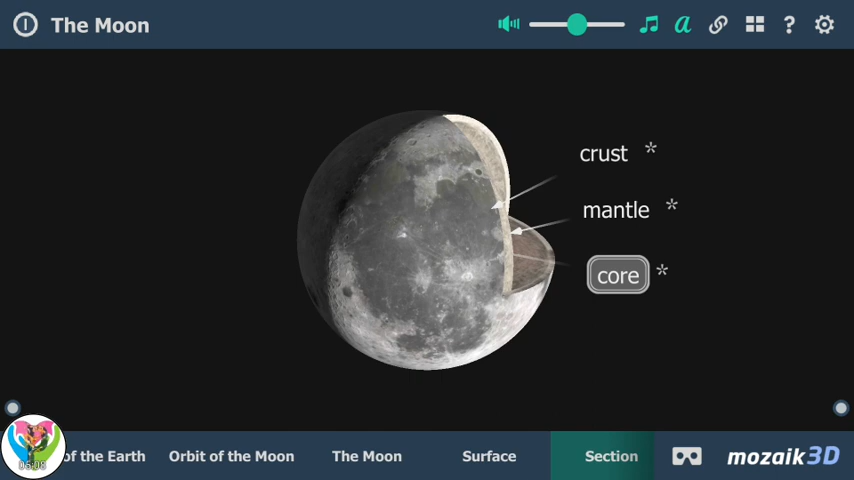 The Moon
a
?
crust *
mantle *
core *
of the Earth
Orbit of the Moon
The Moon
Surface
Section
mozaik3D